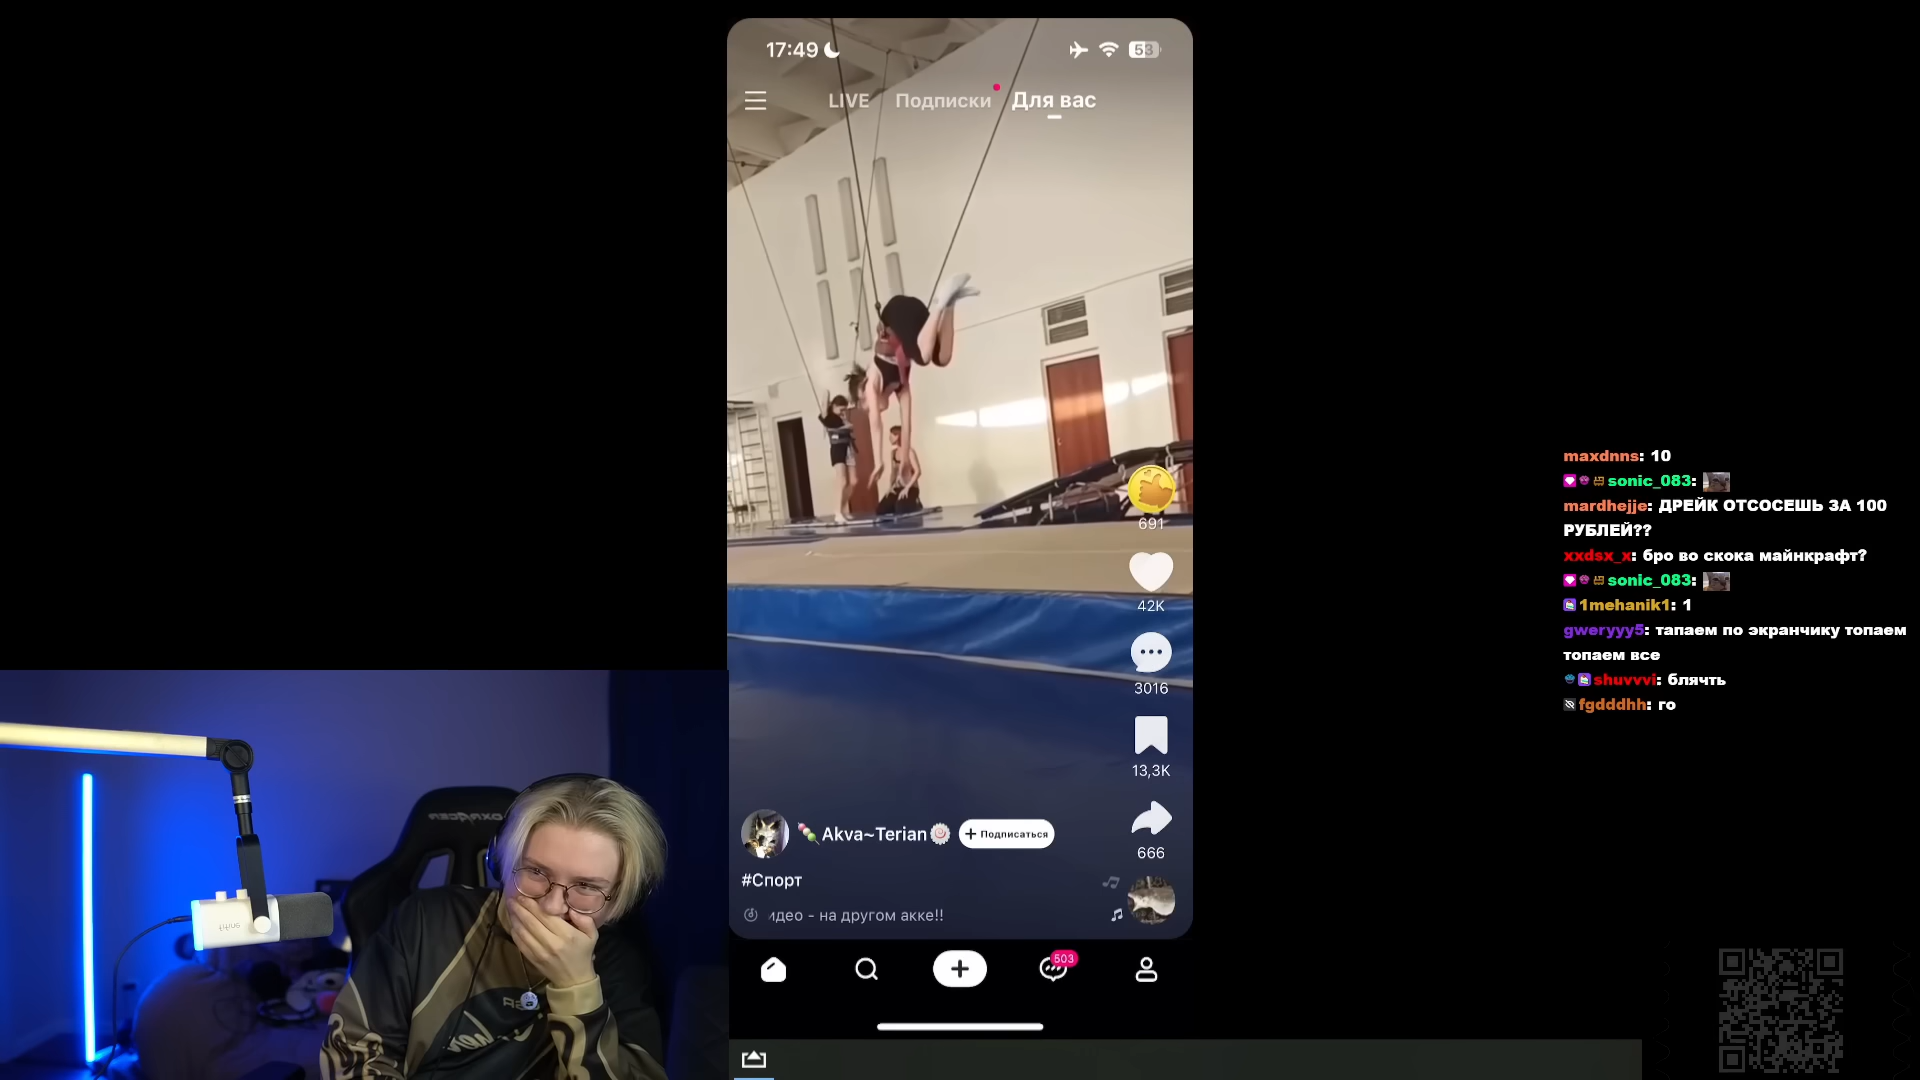 17:49
53
LIVE Подписки Для вас
691
42K
3016
13,3K
666
Akva~Terian
+ Подписаться
#Спорт
идео - на другом акке!!
503
maxdnns: 10
sonic_083:
mardhejje: ДРЕЙК ОТСОСЕШЬ ЗА 100
РУБЛЕЙ??
xxdsx_x: бро во скока майнкрафт?
sonic_083:
1mehanik1: 1
gweryyy5: тапаем по экранчику топаем
топаем все
shuvvvi: блячть
fgdddhh: го
fifine